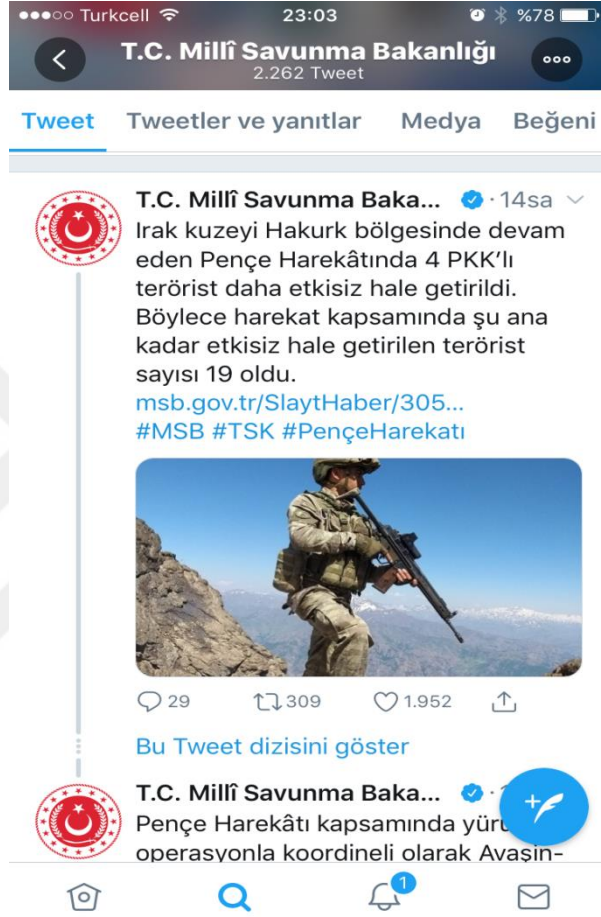 Turkcell 23:03 %78
T.C. Millî Savunma Bakanlığı
2.262 Tweet
Tweet Tweetler ve yanıtlar Medya Beğeni
T.C. Millî Savunma Baka... · 14sa
Irak kuzeyi Hakurk bölgesinde devam
eden Pençe Harekâtında 4 PKK'lı
terörist daha etkisiz hale getirildi.
Böylece harekat kapsamında şu ana
kadar etkisiz hale getirilen terörist
sayısı 19 oldu.
msb.gov.tr/SlaytHaber/305...
#MSB #TSK #PençeHarekatı
29 309 1.952
Bu Tweet dizisini göster
T.C. Millî Savunma Baka... ·
Pençe Harekâtı kapsamında
operasyonla koordineli olarak Avaşin-
1